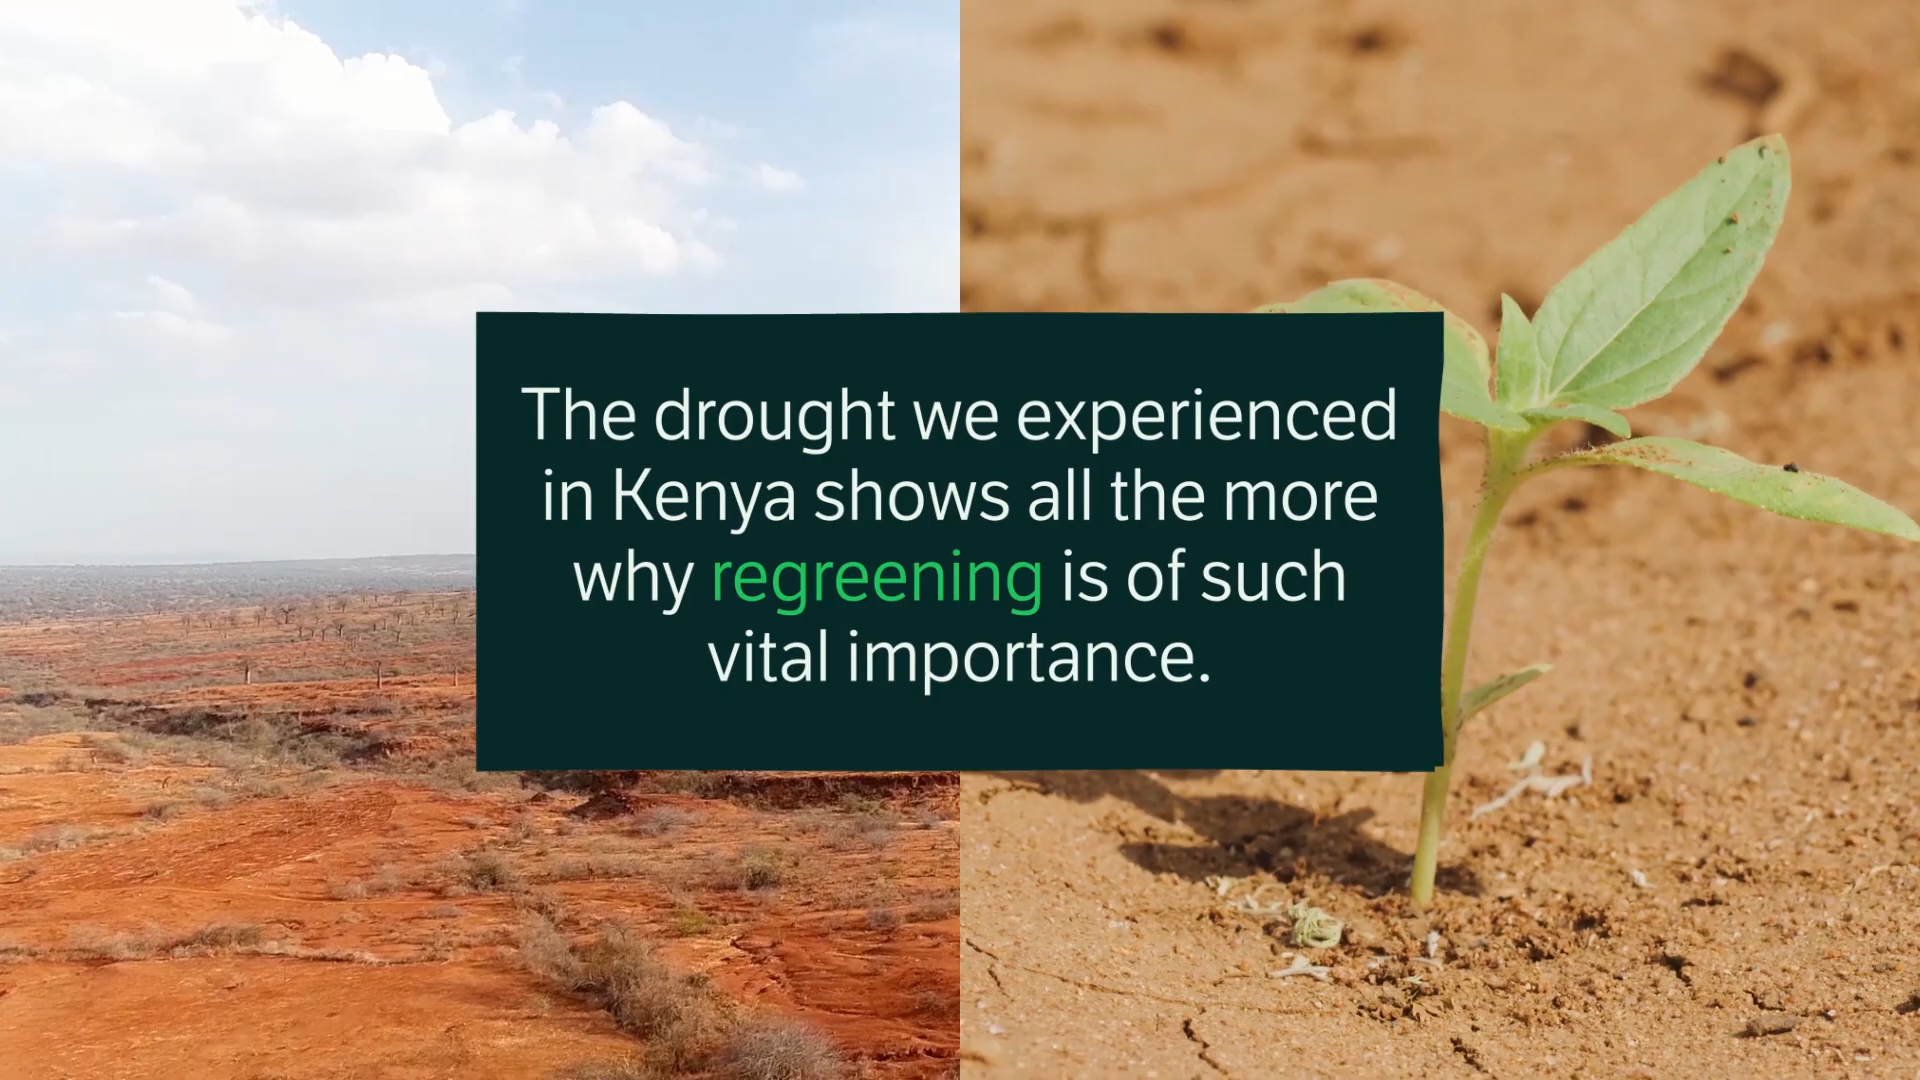 The drought we experienced
in Kenya shows all the more
why regreening is of such
vital importance.